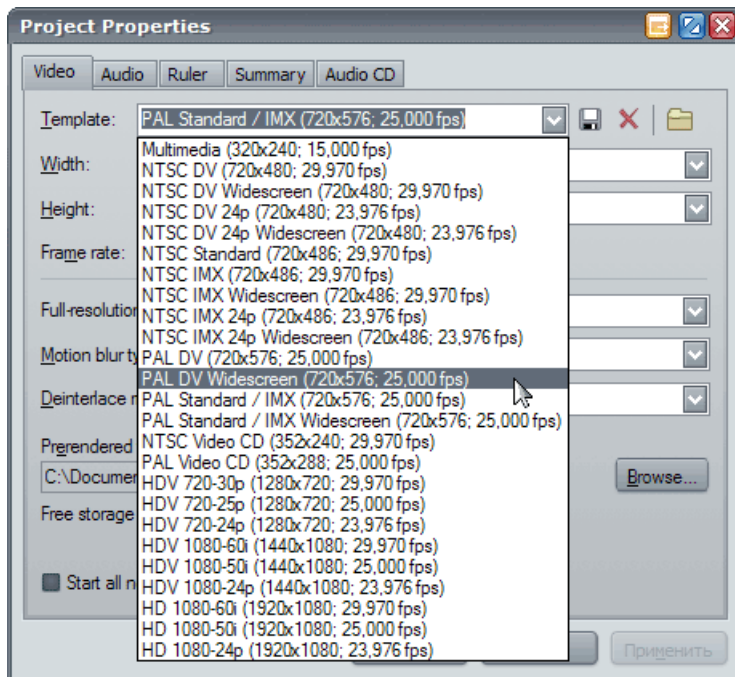 Project Properties
Video Audio Ruler Summary Audio CD
Template: PAL Standard / IMX (720x576; 25,000 fps)
Multimedia (320x240; 15,000 fps)
Width:
NTSC DV (720x480; 29,970 fps)
NTSC DV Widescreen (720x480; 29,970 fps)
Height:
NTSC DV 24p (720x480; 23,976 fps)
NTSC DV 24p Widescreen (720x480; 23,976 fps)
Frame rate:
NTSC Standard (720x486; 29,970 fps)
NTSC IMX (720x486; 29,970 fps)
NTSC IMX Widescreen (720x486; 29,970 fps)
Full-resolution
NTSC IMX 24p (720x486; 23,976 fps)
NTSC IMX 24p Widescreen (720x486; 23,976 fps)
Motion blur ty
PAL DV (720x576; 25,000 fps)
PAL DV Widescreen (720x576; 25,000 fps)
Deinterlace m
PAL Standard / IMX (720x576; 25,000 fps)
PAL Standard / IMX Widescreen (720x576; 25,000 fps)
Prerendered
NTSC Video CD (352x240; 29,970 fps)
PAL Video CD (352x288; 25,000 fps)
C:\Documer
Browse...
HDV 720-30p (1280x720; 29,970 fps)
HDV 720-25p (1280x720; 25,000 fps)
Free storage
HDV 720-24p (1280x720; 23,976 fps)
HDV 1080-60i (1440x1080; 29,970 fps)
HDV 1080-50i (1440x1080; 25,000 fps)
Start all n
HDV 1080-24p (1440x1080; 23,976 fps)
HD 1080-60i (1920x1080; 29,970 fps)
HD 1080-50i (1920x1080; 25,000 fps)
HD 1080-24p (1920x1080; 23,976 fps)
Применить